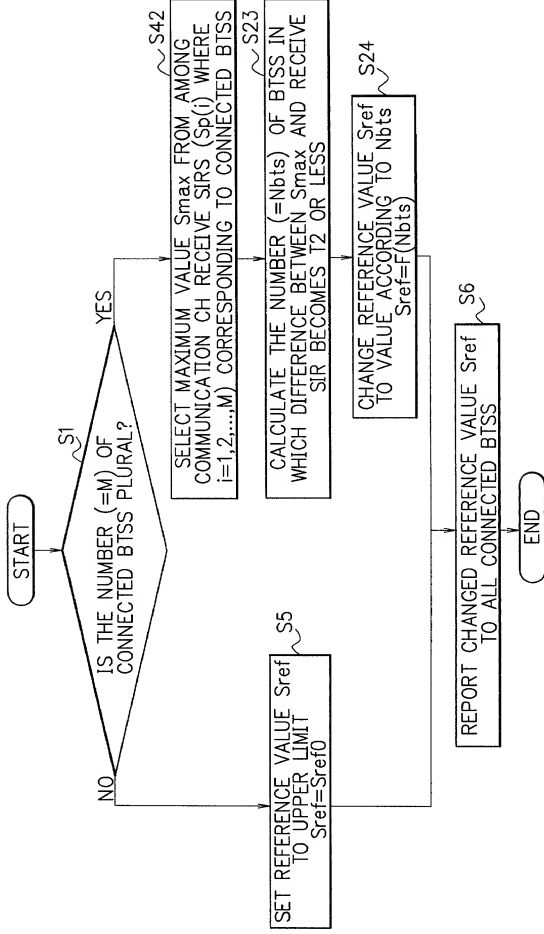 START
S1
IS THE NUMBER (=M) OF
CONNECTED BTSS PLURAL?
NO
YES
S42
SELECT MAXIMUM VALUE Smax FROM AMONG
COMMUNICATION CH RECEIVE SIRS (Sp(i) WHERE
i=1,2,...,M) CORRESPONDING TO CONNECTED BTSS
S23
CALCULATE THE NUMBER (=Nbts) OF BTSS IN
WHICH DIFFERENCE BETWEEN Smax AND RECEIVE
SIR BECOMES T2 OR LESS
S5
SET REFERENCE VALUE Sref
TO UPPER LIMIT
Sref=Sref0
S24
CHANGE REFERENCE VALUE Sref
TO VALUE ACCORDING TO Nbts
Sref=F(Nbts)
S6
REPORT CHANGED REFERENCE VALUE Sref
TO ALL CONNECTED BTSS
END